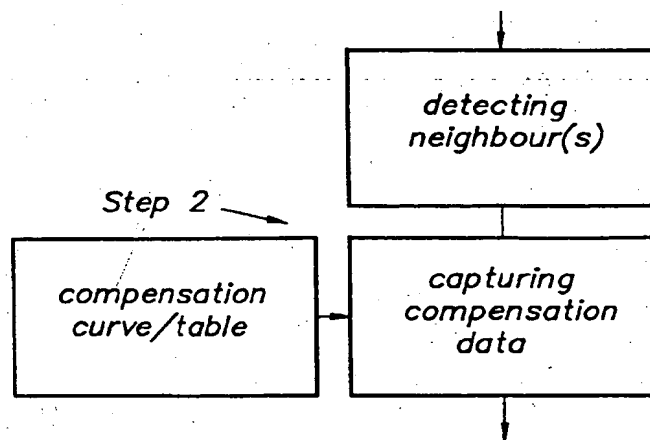 detecting
neighbour(s)
Step 2
compensation
curve/table
capturing
compensation
data